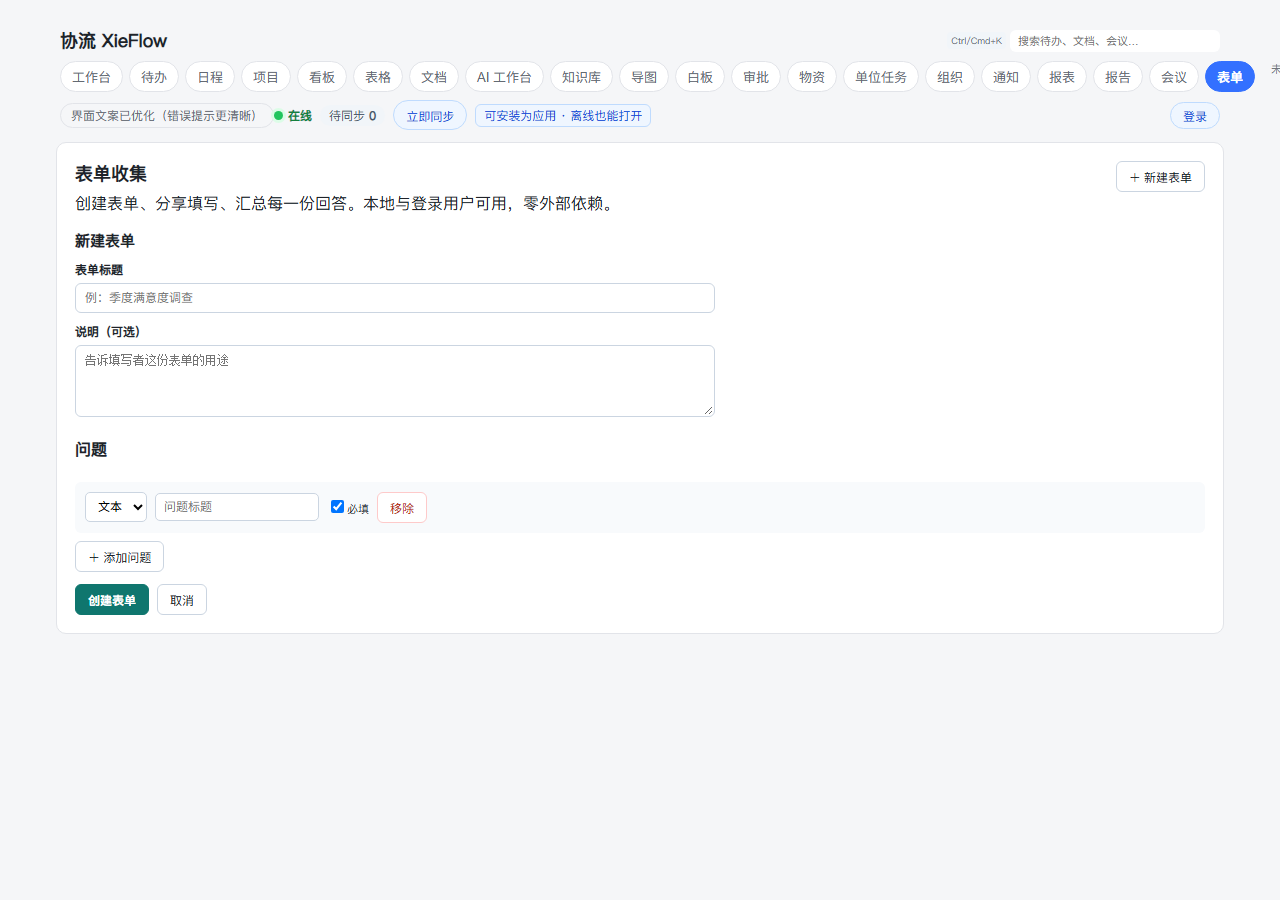 协流 XieFlow
Ctrl/Cmd+K 搜索待办、文档、会议...
工作台 待办 日程 项目 看板 表格 文档 AI 工作台 知识库 导图 白板 审批 物资 单位任务 组织 通知 报表 报告 会议 表单 未
界面文案已优化（错误提示更清晰） 在线 待同步 0 立即同步 可安装为应用 · 离线也能打开 登录
表单收集
＋ 新建表单
创建表单、分享填写、汇总每一份回答。本地与登录用户可用，零外部依赖。
新建表单
表单标题
例：季度满意度调查
说明（可选）
告诉填写者这份表单的用途
问题
文本 问题标题 必填 移除
＋ 添加问题
创建表单 取消